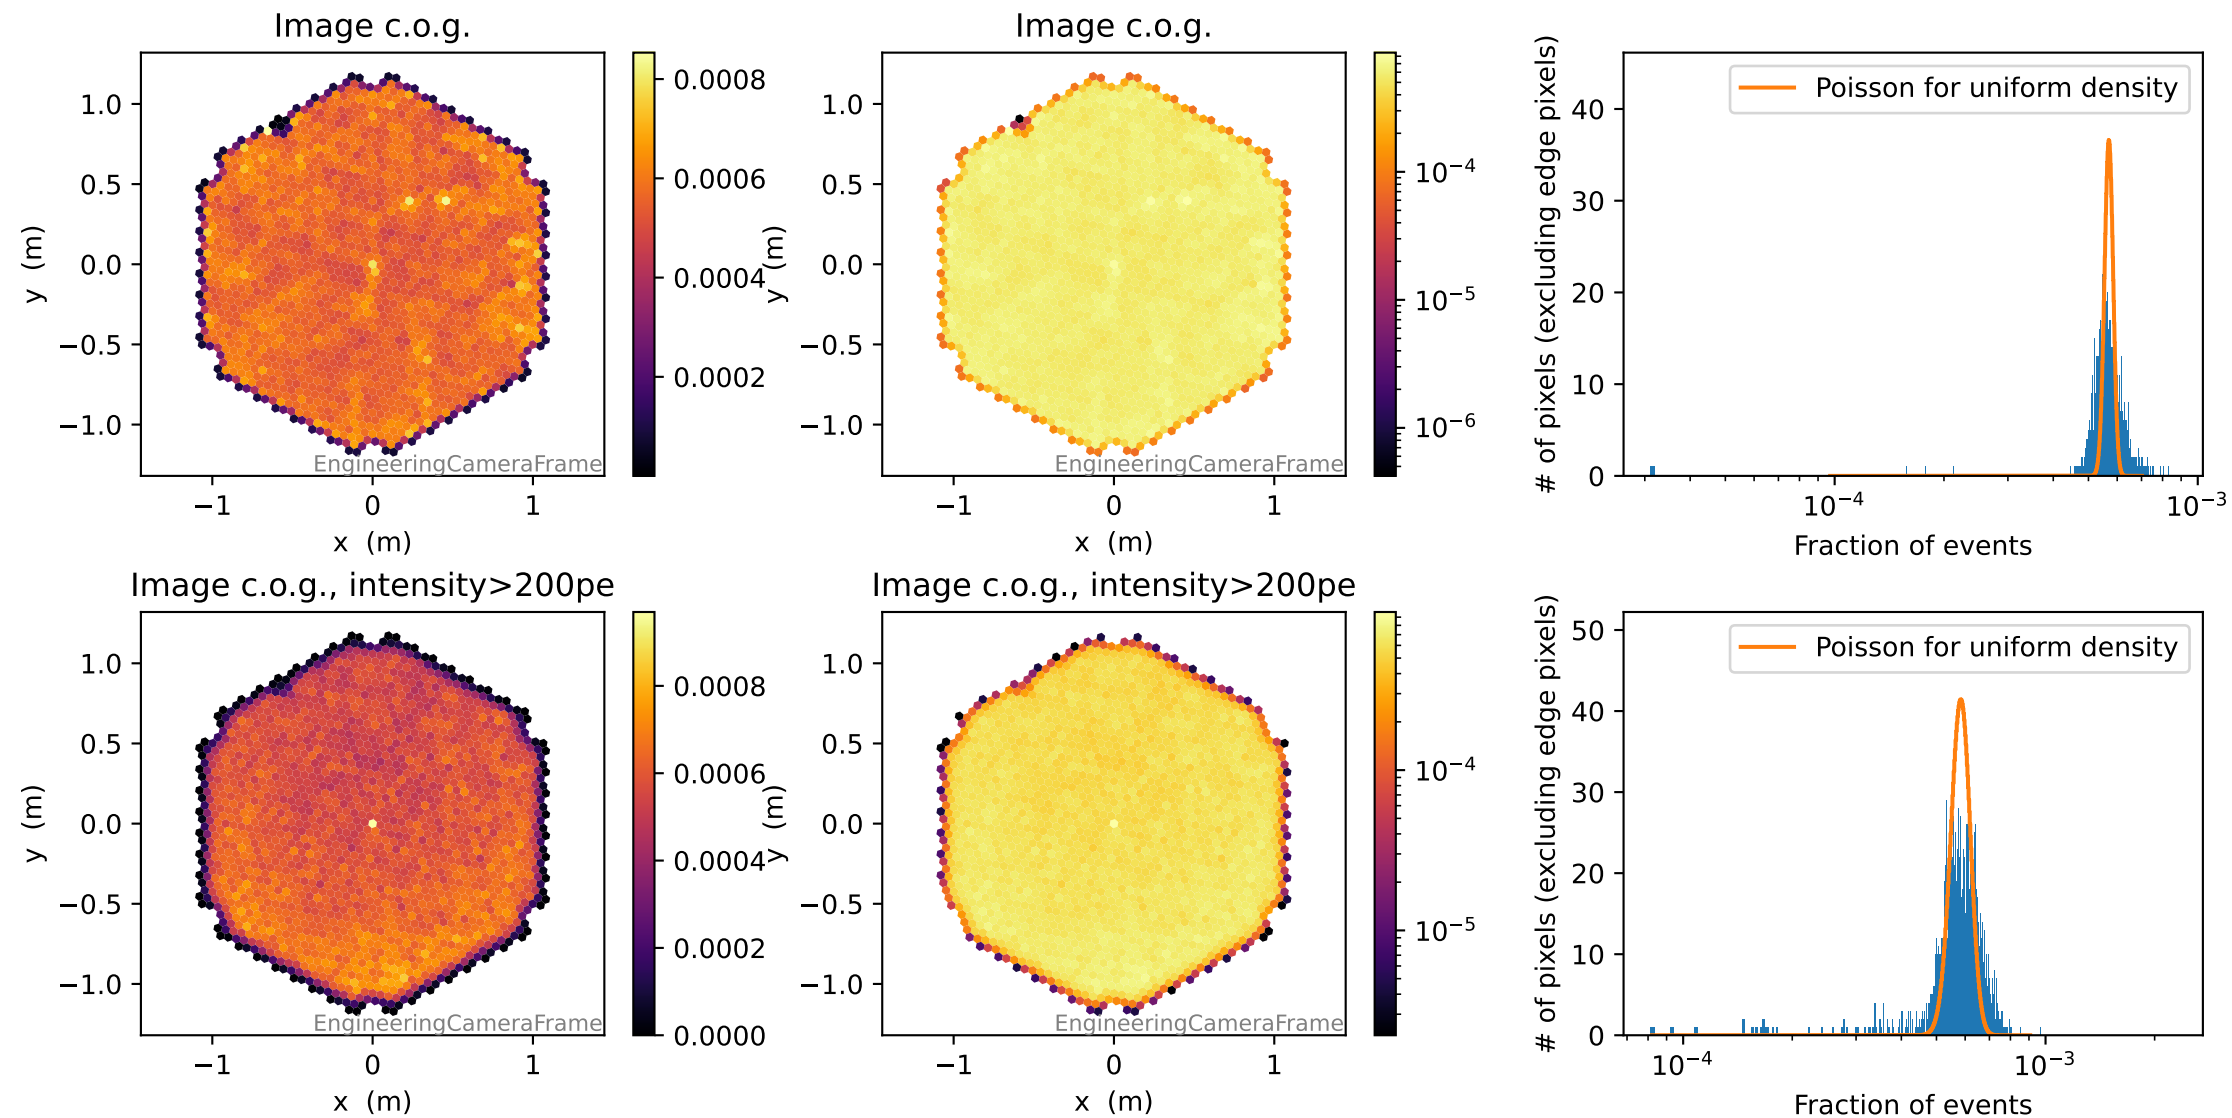 Image c.o.g.
1.0
0.5
0.0
−0.5
−1.0
y (m)
EngineeringCameraFrame
−1
0
1
x (m)
0.0008
0.0006
0.0004
0.0002
Image c.o.g.
1.0
0.5
0.0
−0.5
−1.0
y (m)
EngineeringCameraFrame
−1
0
1
x (m)
10⁻⁴
10⁻⁵
10⁻⁶
# of pixels (excluding edge pixels)
40
30
20
10
0
Poisson for uniform density
10⁻⁴
10⁻³
Fraction of events
Image c.o.g., intensity>200pe
1.0
0.5
0.0
−0.5
−1.0
y (m)
EngineeringCameraFrame
−1
0
1
x (m)
0.0008
0.0006
0.0004
0.0002
0.0000
Image c.o.g., intensity>200pe
1.0
0.5
0.0
−0.5
−1.0
y (m)
EngineeringCameraFrame
−1
0
1
x (m)
10⁻⁴
10⁻⁵
# of pixels (excluding edge pixels)
50
40
30
20
10
0
Poisson for uniform density
10⁻⁴
10⁻³
Fraction of events